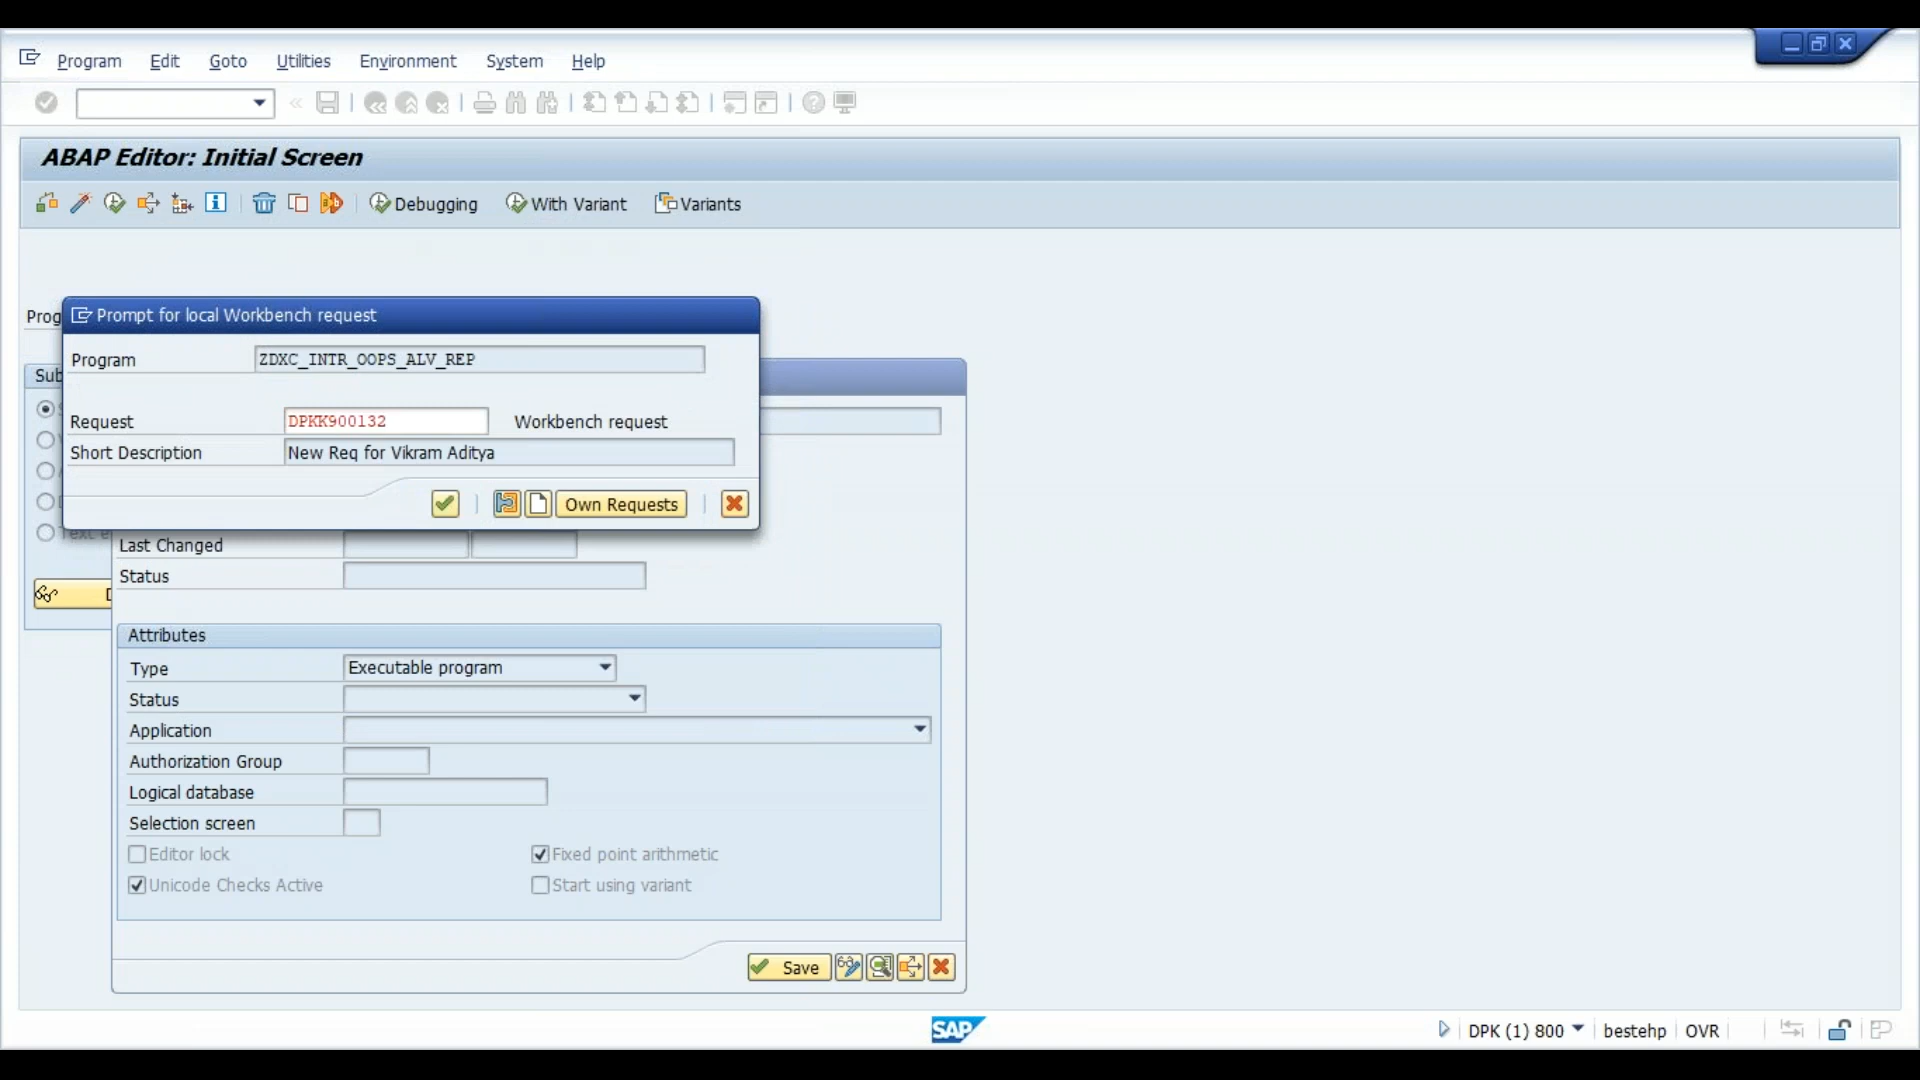 Program Edit Goto Utilities Environment System Help
ABAP Editor: Initial Screen
Debugging With Variant Variants
Prog
Prompt for local Workbench request
Program ZDXC_INTR_OOPS_ALV_REP
Sub
Request DPKK900132 Workbench request
Short Description New Req for Vikram Aditya
Own Requests
Text e
Last Changed
Status
Attributes
Type Executable program
Status
Application
Authorization Group
Logical database
Selection screen
Editor lock Fixed point arithmetic
Unicode Checks Active Start using variant
Save
SAP DPK (1) 800 bestehp OVR